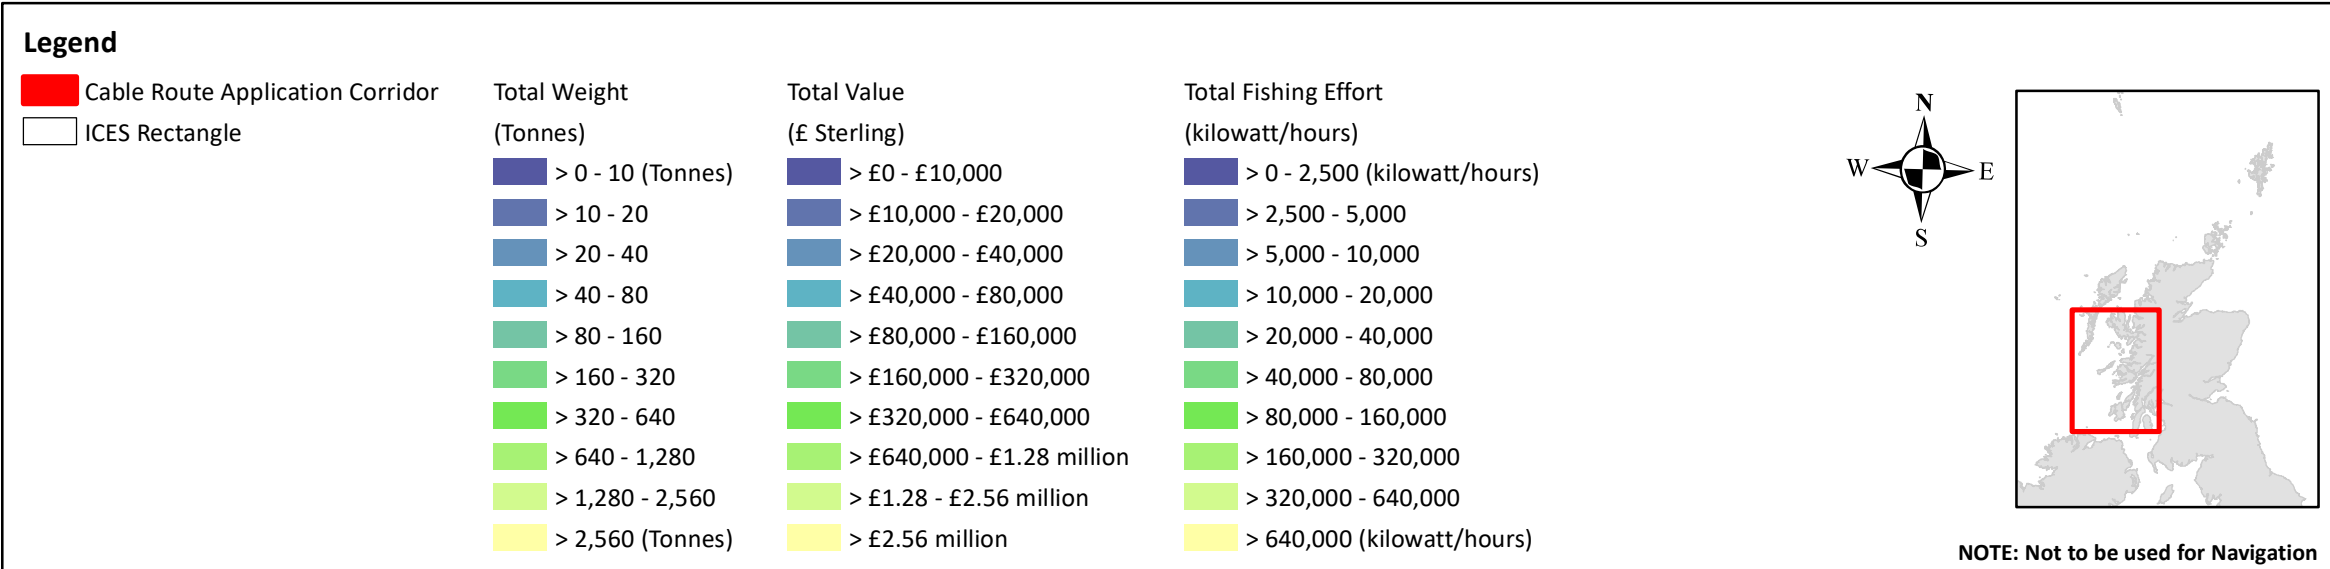 Legend
Cable Route Application Corridor
ICES Rectangle
Total Weight
(Tonnes)
> 0 - 10 (Tonnes)
> 10 - 20
> 20 - 40
> 40 - 80
> 80 - 160
> 160 - 320
> 320 - 640
> 640 - 1,280
> 1,280 - 2,560
> 2,560 (Tonnes)
Total Value
(£ Sterling)
> £0 - £10,000
> £10,000 - £20,000
> £20,000 - £40,000
> £40,000 - £80,000
> £80,000 - £160,000
> £160,000 - £320,000
> £320,000 - £640,000
> £640,000 - £1.28 million
> £1.28 - £2.56 million
> £2.56 million
Total Fishing Effort
(kilowatt/hours)
> 0 - 2,500 (kilowatt/hours)
> 2,500 - 5,000
> 5,000 - 10,000
> 10,000 - 20,000
> 20,000 - 40,000
> 40,000 - 80,000
> 80,000 - 160,000
> 160,000 - 320,000
> 320,000 - 640,000
> 640,000 (kilowatt/hours)
N
W E
S
NOTE: Not to be used for Navigation